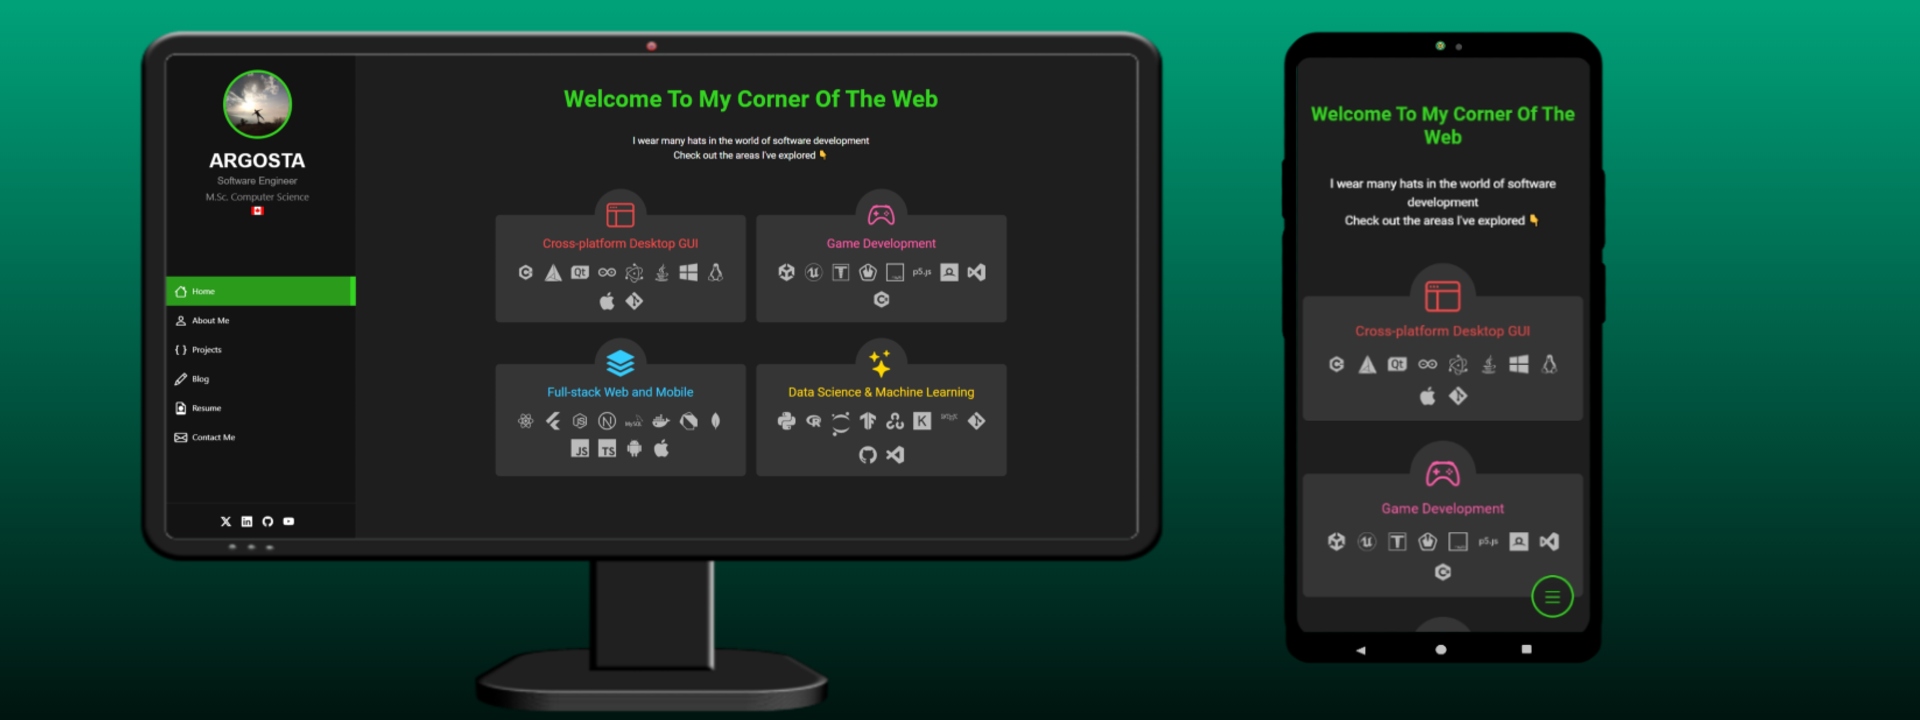 ARGOSTA
Software Engineer
M.Sc. Computer Science
Home
About Me
Projects
Blog
Resume
Contact Me
Welcome To My Corner Of The Web
I wear many hats in the world of software development
Check out the areas I've explored
Cross-platform Desktop GUI
Qt
Game Development
p5.js
Full-stack Web and Mobile
MySQL
JS TS
Data Science & Machine Learning
R
K
Welcome To My Corner Of The
Web
I wear many hats in the world of software
development
Check out the areas I've explored
Cross-platform Desktop GUI
Qt
Game Development
p5.js